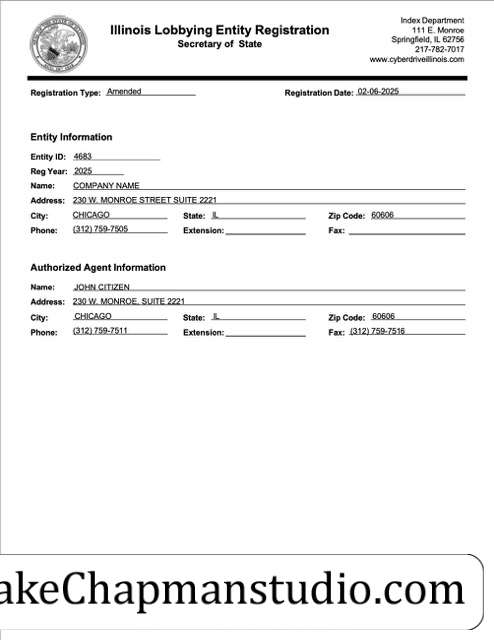 Illinois Lobbying Entity Registration
Secretary of State
Index Department
111 E. Monroe
Springfield, IL 62756
217-782-7017
www.cyberdriveillinois.com
Registration Type: Amended Registration Date: 02-06-2025
Entity Information
Entity ID: 4683
Reg Year: 2025
Name: COMPANY NAME
Address: 230 W. MONROE STREET SUITE 2221
City: CHICAGO State: IL Zip Code: 60606
Phone: (312) 759-7505 Extension: Fax:
Authorized Agent Information
Name: JOHN CITIZEN
Address: 230 W. MONROE, SUITE 2221
City: CHICAGO State: IL Zip Code: 60606
Phone: (312) 759-7511 Extension: Fax: (312) 759-7516
akeChapmanstudio.com